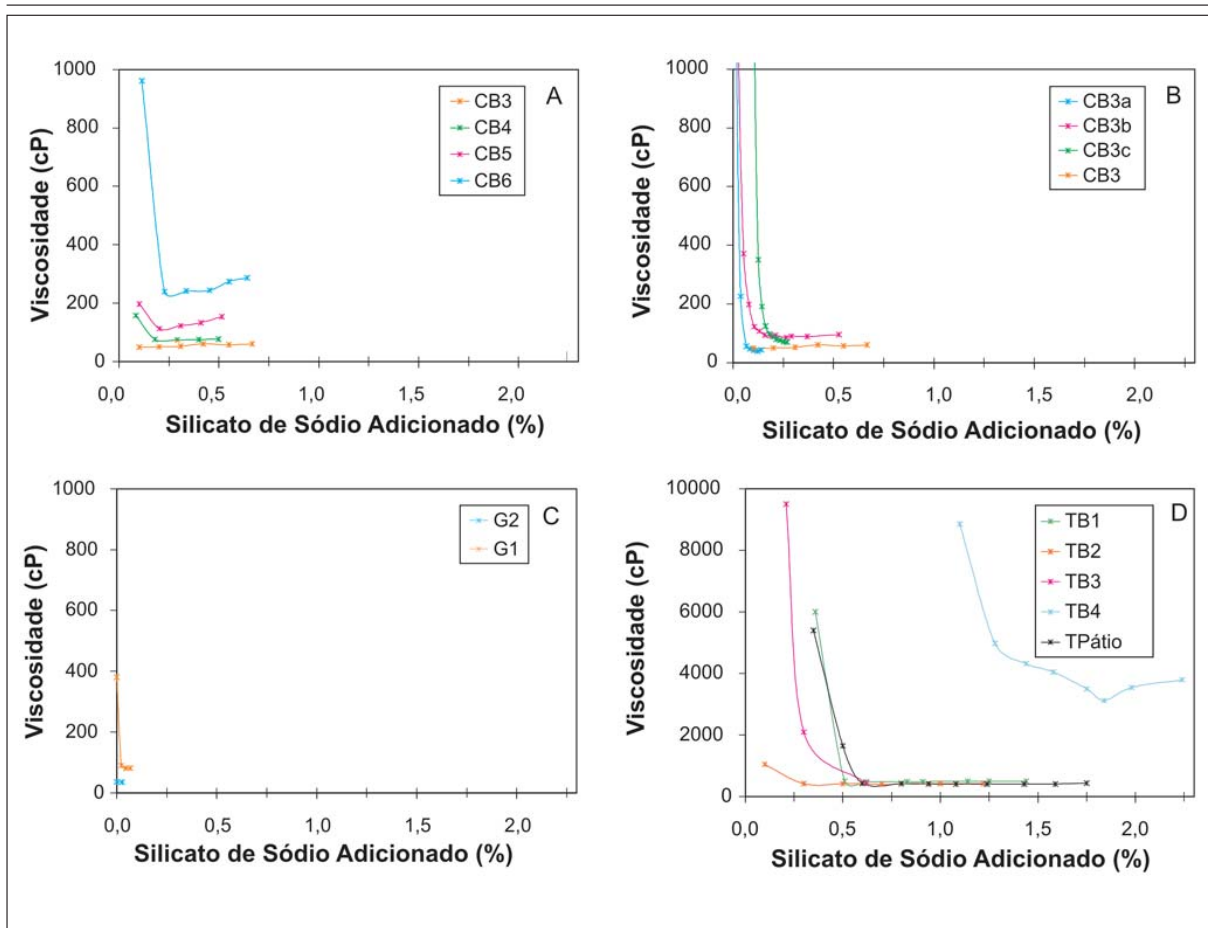 1000
800
600
400
200
0
Viscosidade (cP)
0,0 0,5 1,0 1,5 2,0
Silicato de Sódio Adicionado (%)
CB3
CB4
CB5
CB6
A
1000
800
600
400
200
0
Viscosidade (cP)
0,0 0,5 1,0 1,5 2,0
Silicato de Sódio Adicionado (%)
CB3a
CB3b
CB3c
CB3
B
1000
800
600
400
200
0
Viscosidade (cP)
0,0 0,5 1,0 1,5 2,0
Silicato de Sódio Adicionado (%)
G2
G1
C
10000
8000
6000
4000
2000
0
Viscosidade (cP)
0,0 0,5 1,0 1,5 2,0
Silicato de Sódio Adicionado (%)
TB1
TB2
TB3
TB4
TPátio
D